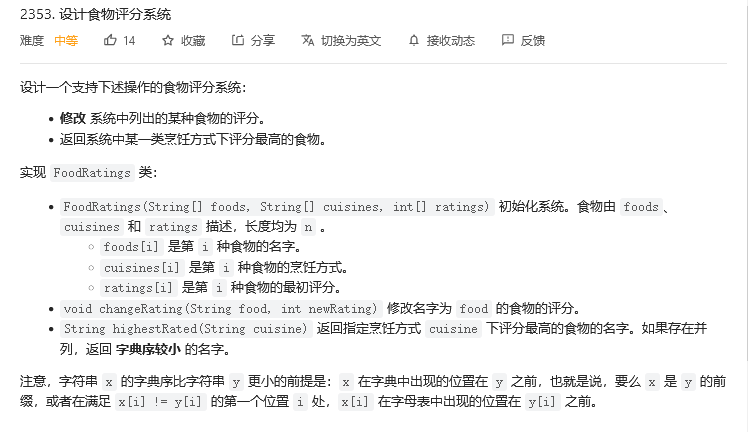 2353. 设计食物评分系统
难度 中等 14 收藏 分享 切换为英文 接收动态 反馈
设计一个支持下述操作的食物评分系统：
修改 系统中列出的某种食物的评分。
返回系统中某一类烹饪方式下评分最高的食物。
实现 FoodRatings 类：
FoodRatings(String[] foods, String[] cuisines, int[] ratings) 初始化系统。食物由 foods 、
cuisines 和 ratings 描述，长度均为 n 。
foods[i] 是第 i 种食物的名字。
cuisines[i] 是第 i 种食物的烹饪方式。
ratings[i] 是第 i 种食物的最初评分。
void changeRating(String food, int newRating) 修改名字为 food 的食物的评分。
String highestRated(String cuisine) 返回指定烹饪方式 cuisine 下评分最高的食物的名字。如果存在并
列，返回 字典序较小 的名字。
注意，字符串 x 的字典序比字符串 y 更小的前提是：x 在字典中出现的位置在 y 之前，也就是说，要么 x 是 y 的前
缀，或者在满足 x[i] != y[i] 的第一个位置 i 处，x[i] 在字母表中出现的位置在 y[i] 之前。